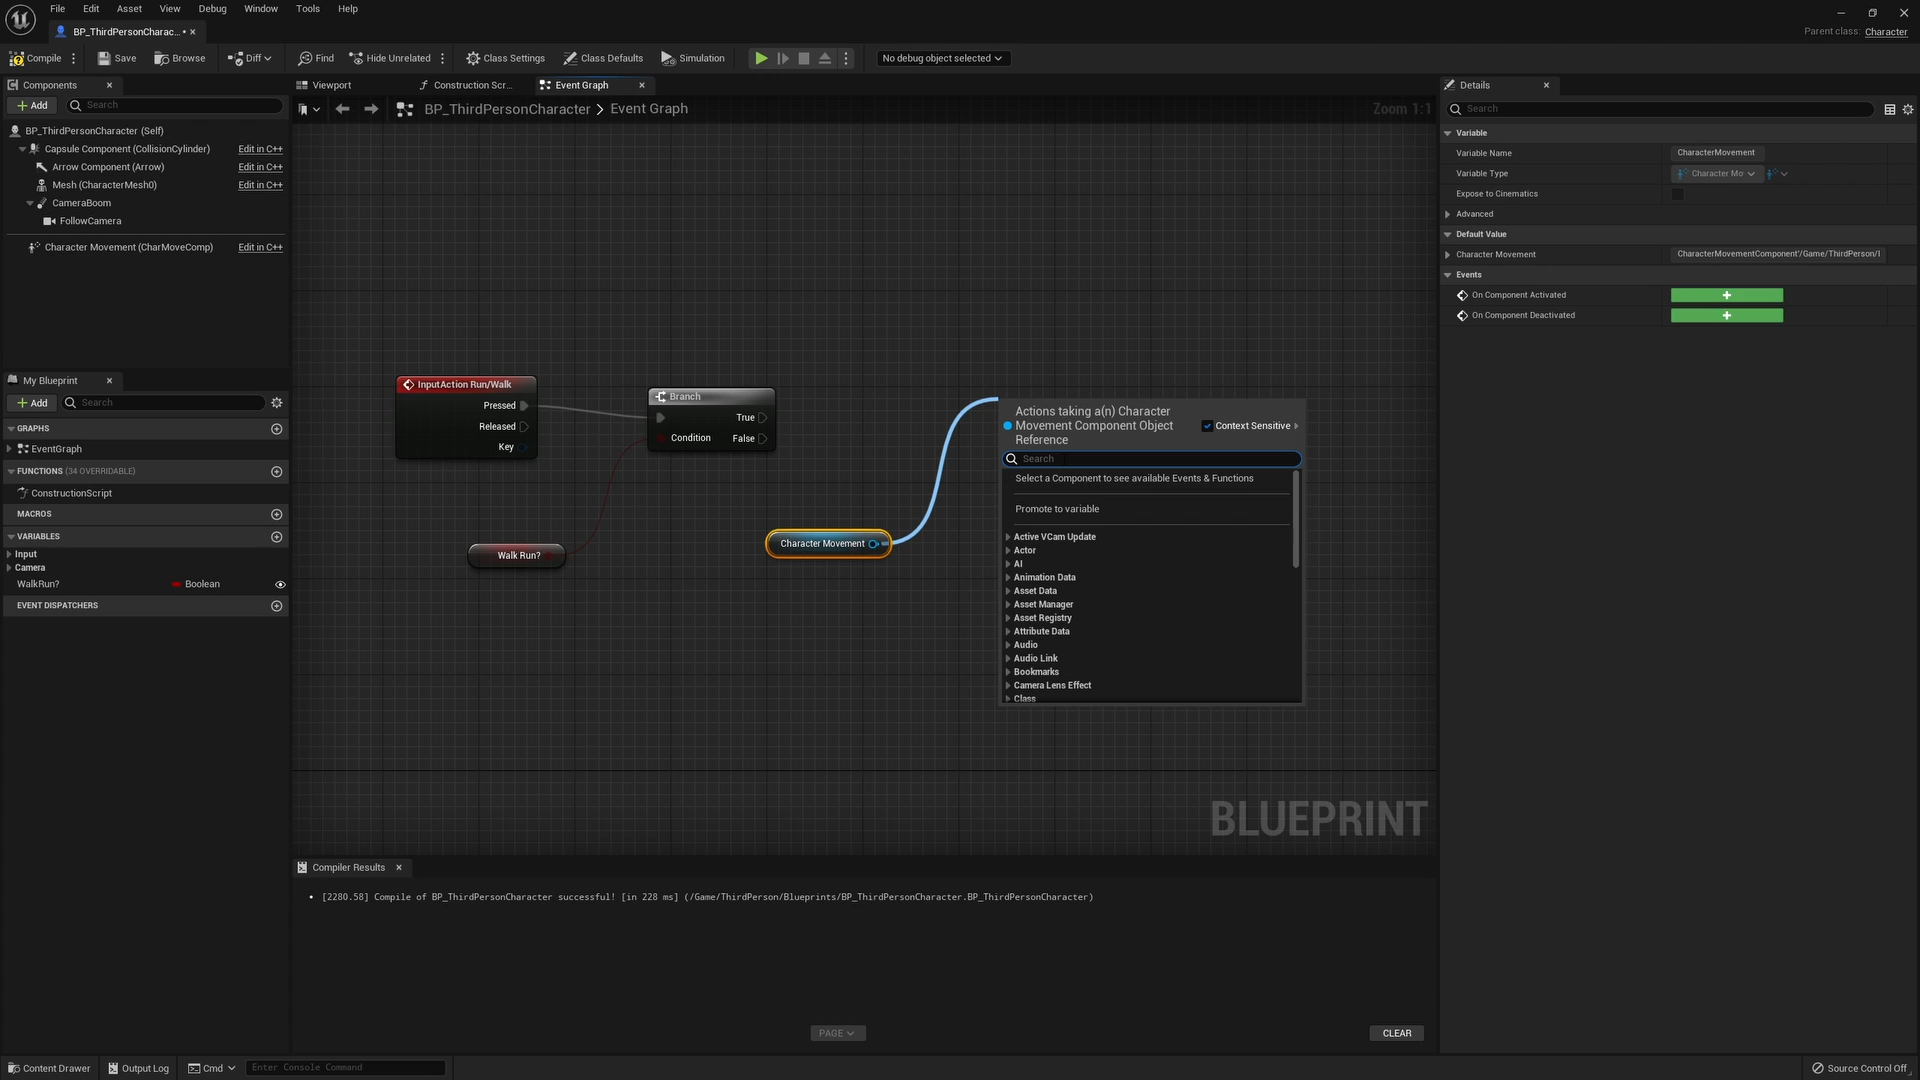 File Edit Asset View Debug Window Tools Help
BP_ThirdPersonCharac... •
Parent class: Character
Compile Save Browse Diff Find Hide Unrelated Class Settings Class Defaults Simulation No debug object selected
Components
Add Search
BP_ThirdPersonCharacter (Self)
Capsule Component (CollisionCylinder) Edit in C++
Arrow Component (Arrow) Edit in C++
Mesh (CharacterMesh0) Edit in C++
CameraBoom
FollowCamera
Character Movement (CharMoveComp) Edit in C++
My Blueprint
Add Search
GRAPHS
EventGraph
FUNCTIONS (34 OVERRIDABLE)
ConstructionScript
MACROS
VARIABLES
Input
Camera
WalkRun? Boolean
EVENT DISPATCHERS
Viewport Construction Scr... Event Graph
BP_ThirdPersonCharacter > Event Graph
Zoom 1:1
InputAction Run/Walk
Pressed
Released
Key
Branch
True
Condition False
Walk Run?
Character Movement
Actions taking a(n) Character
Movement Component Object
Reference
Context Sensitive
Search
Select a Component to see available Events & Functions
Promote to variable
Active VCam Update
Actor
AI
Animation Data
Asset Data
Asset Manager
Asset Registry
Attribute Data
Audio
Audio Link
Bookmarks
Camera Lens Effect
Class
BLUEPRINT
Compiler Results
[2280.58] Compile of BP_ThirdPersonCharacter successful! [in 228 ms] (/Game/ThirdPerson/Blueprints/BP_ThirdPersonCharacter.BP_ThirdPersonCharacter)
PAGE
CLEAR
Details
Search
Variable
Variable Name CharacterMovement
Variable Type Character Mo
Expose to Cinematics
Advanced
Default Value
Character Movement CharacterMovementComponent'/Game/ThirdPerson/
Events
On Component Activated
On Component Deactivated
Content Drawer Output Log Cmd Enter Console Command
Source Control Off